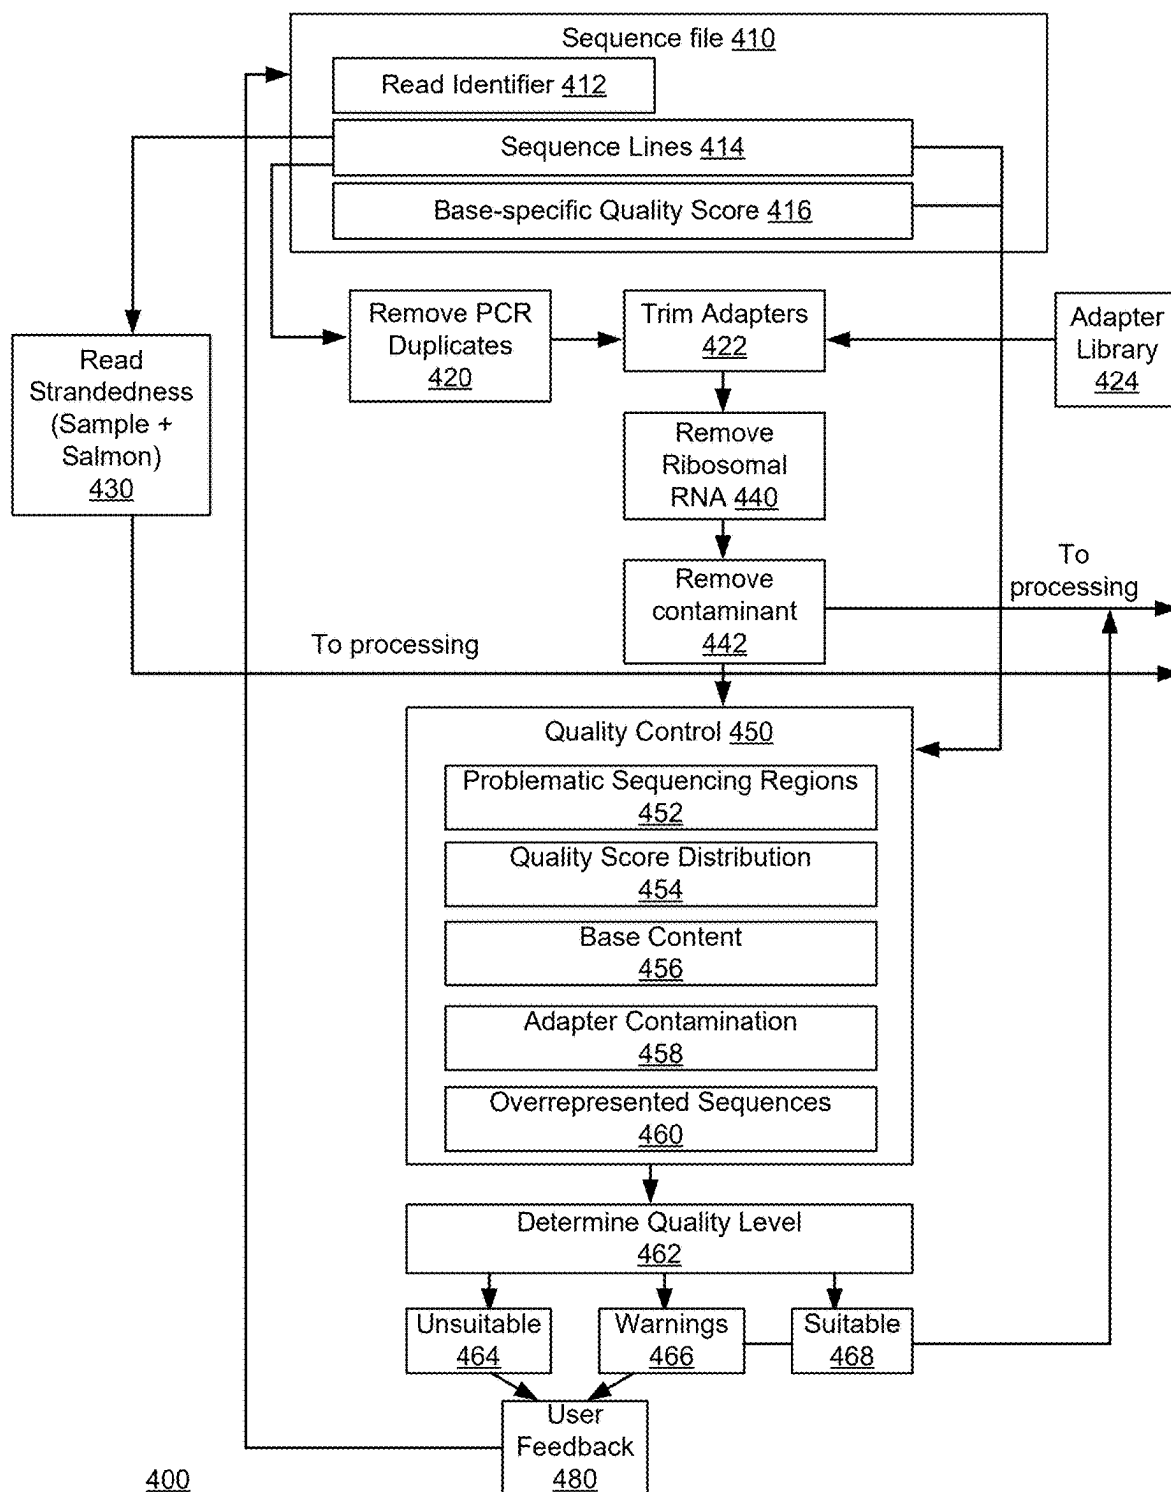 Sequence file 410
Read Identifier 412
Sequence Lines 414
Base-specific Quality Score 416
Remove PCR
Duplicates
420
Trim Adapters
422
Adapter
Library
424
Read
Strandedness
(Sample +
Salmon)
430
Remove
Ribosomal
RNA 440
Remove
contaminant
442
To
processing
To processing
Quality Control 450
Problematic Sequencing Regions
452
Quality Score Distribution
454
Base Content
456
Adapter Contamination
458
Overrepresented Sequences
460
Determine Quality Level
462
Unsuitable
464
Warnings
466
Suitable
468
User
Feedback
480
400